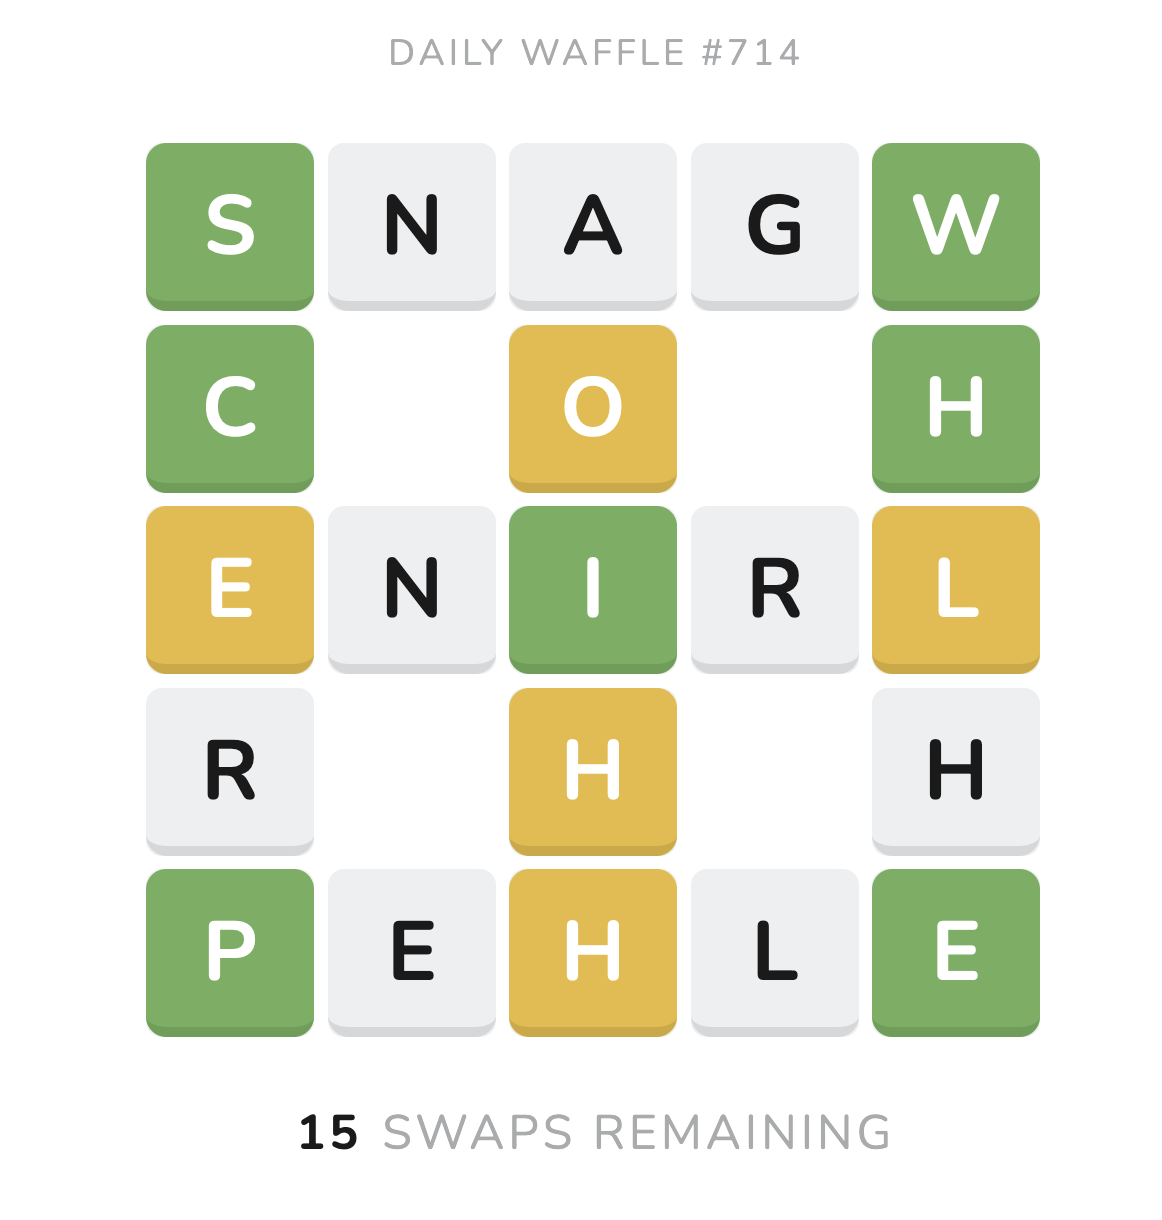 DAILY WAFFLE #714
S N A G W
C O H
E N I R L
R H H
P E H L E
15 SWAPS REMAINING